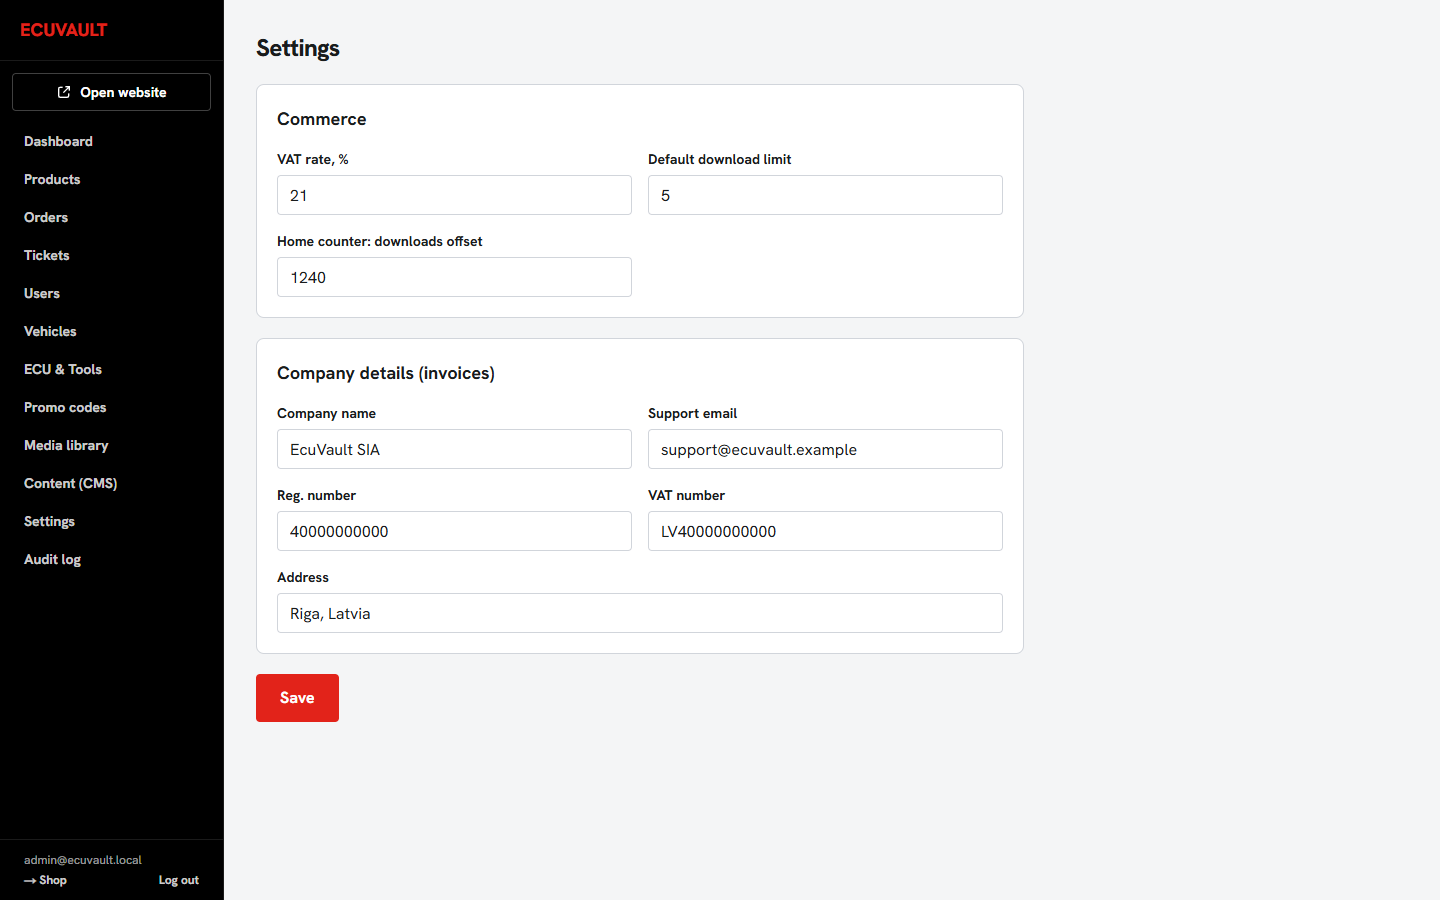 ECUVAULT
Open website
Dashboard
Products
Orders
Tickets
Users
Vehicles
ECU & Tools
Promo codes
Media library
Content (CMS)
Settings
Audit log
admin@ecuvault.local
→ Shop
Log out
Settings
Commerce
VAT rate, %
Default download limit
21
5
Home counter: downloads offset
1240
Company details (invoices)
Company name
Support email
EcuVault SIA
support@ecuvault.example
Reg. number
VAT number
40000000000
LV40000000000
Address
Riga, Latvia
Save